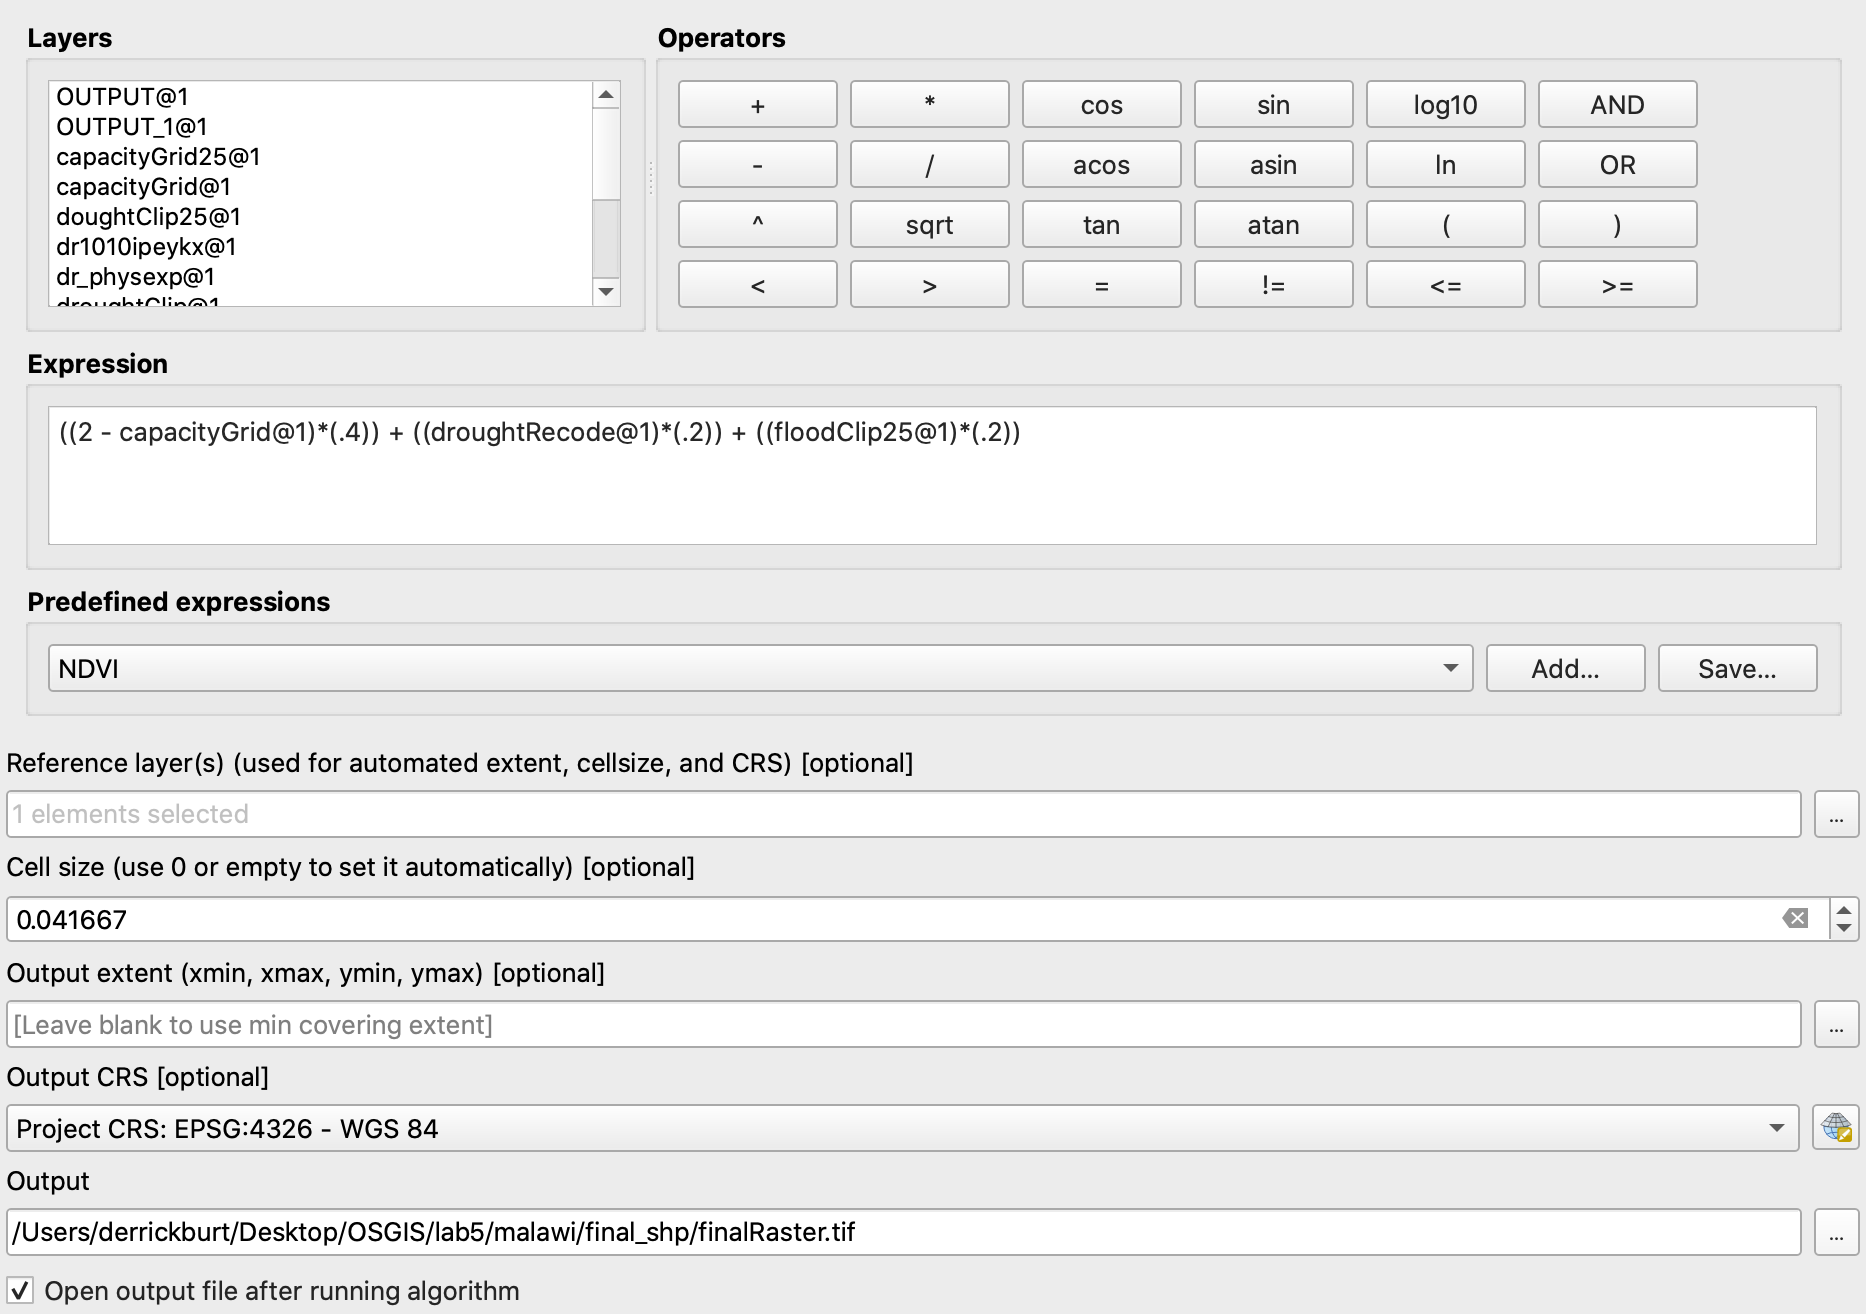 Layers
OUTPUT@1
OUTPUT_1@1
capacityGrid25@1
capacityGrid@1
doughtClip25@1
dr1010ipeykx@1
dr_physexp@1
droughtClip@1
Operators
+ * cos sin log10 AND
- / acos asin ln OR
^ sqrt tan atan ( )
< > = != <= >=
Expression
((2 - capacityGrid@1)*(.4)) + ((droughtRecode@1)*(.2)) + ((floodClip25@1)*(.2))
Predefined expressions
NDVI Add... Save...
Reference layer(s) (used for automated extent, cellsize, and CRS) [optional]
1 elements selected ...
Cell size (use 0 or empty to set it automatically) [optional]
0.041667
Output extent (xmin, xmax, ymin, ymax) [optional]
[Leave blank to use min covering extent] ...
Output CRS [optional]
Project CRS: EPSG:4326 - WGS 84
Output
/Users/derrickburt/Desktop/OSGIS/lab5/malawi/final_shp/finalRaster.tif ...
Open output file after running algorithm